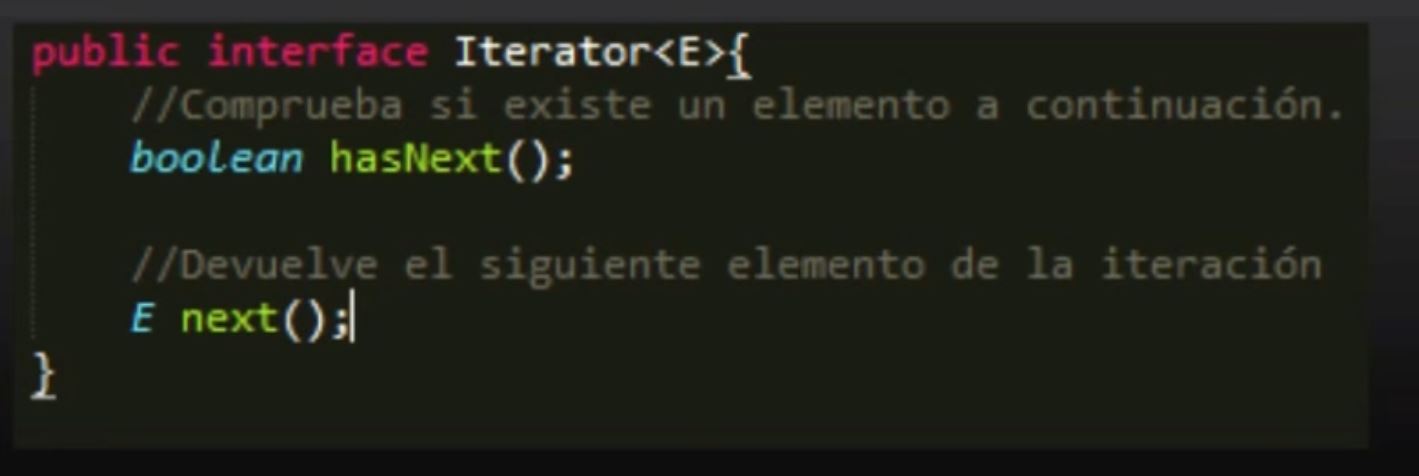 public interface Iterator<E>{
//Comprueba si existe un elemento a continuación.
boolean hasNext();
//Devuelve el siguiente elemento de la iteración
E next();
}